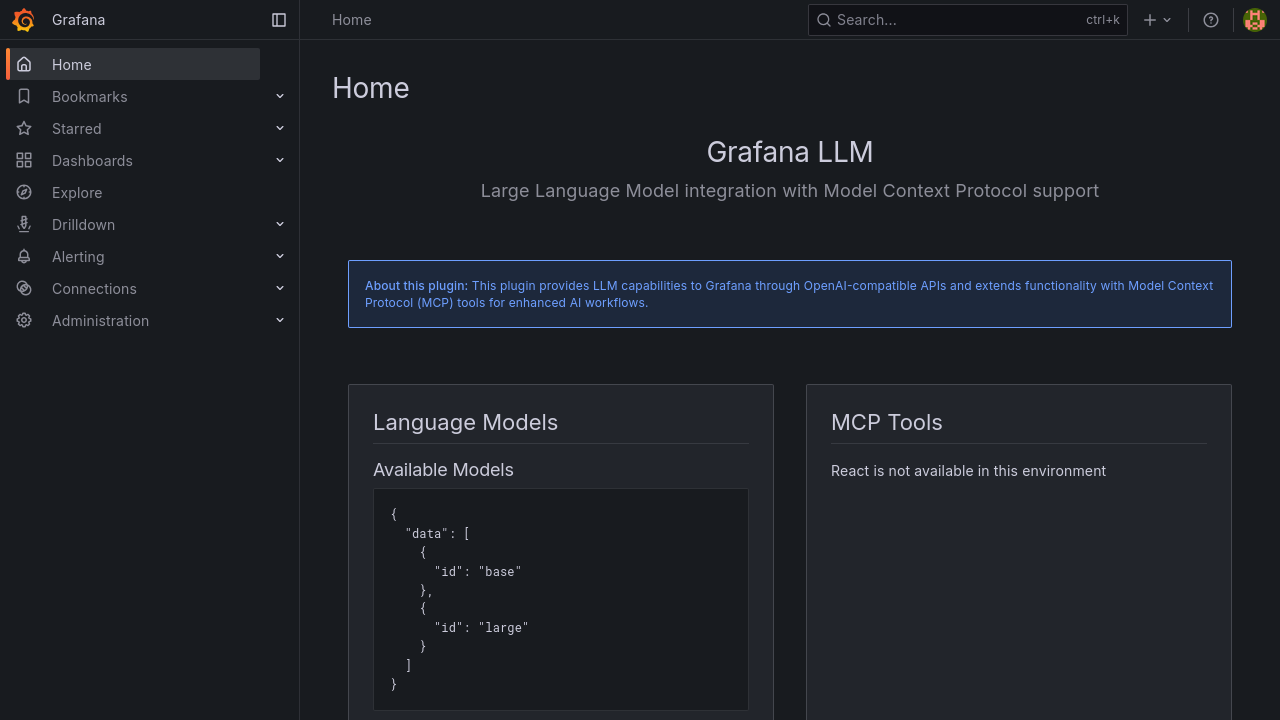 Grafana
Home
Search...
ctrl+k
Home
Bookmarks
Starred
Dashboards
Explore
Drilldown
Alerting
Connections
Administration
Home
Grafana LLM
Large Language Model integration with Model Context Protocol support
About this plugin: This plugin provides LLM capabilities to Grafana through OpenAI-compatible APIs and extends functionality with Model Context
Protocol (MCP) tools for enhanced AI workflows.
Language Models
Available Models
{
  "data": [
    {
      "id": "base"
    },
    {
      "id": "large"
    }
  ]
}
MCP Tools
React is not available in this environment